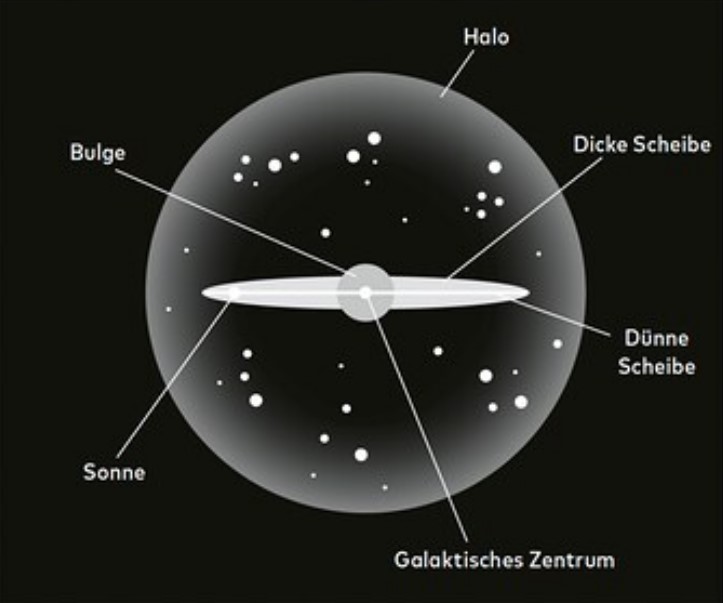 Halo
Bulge
Dicke Scheibe
Dünne
Scheibe
Sonne
Galaktisches Zentrum